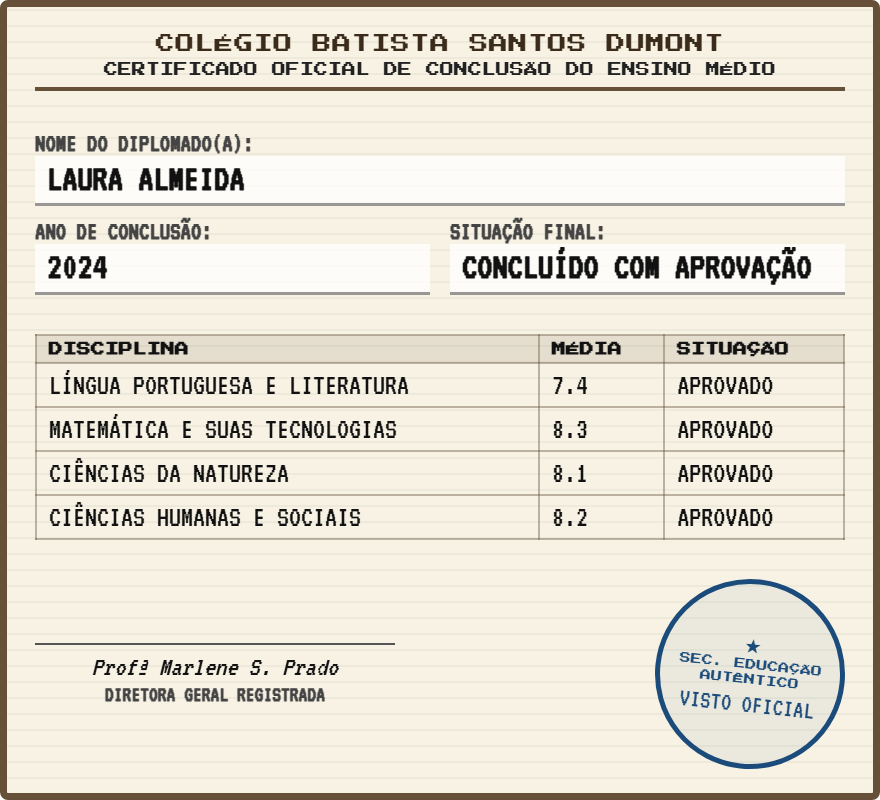 COLÉGIO BATISTA SANTOS DUMONT
CERTIFICADO OFICIAL DE CONCLUSÃO DO ENSINO MÉDIO
NOME DO DIPLOMADO(A):
LAURA ALMEIDA
ANO DE CONCLUSÃO: SITUAÇÃO FINAL:
2024 CONCLUÍDO COM APROVAÇÃO
DISCIPLINA MÉDIA SITUAÇÃO
LÍNGUA PORTUGUESA E LITERATURA 7.4 APROVADO
MATEMÁTICA E SUAS TECNOLOGIAS 8.3 APROVADO
CIÊNCIAS DA NATUREZA 8.1 APROVADO
CIÊNCIAS HUMANAS E SOCIAIS 8.2 APROVADO
Profª Marlene S. Prado
DIRETORA GERAL REGISTRADA
★
SEC. EDUCAÇÃO
AUTÊNTICO
VISTO OFICIAL